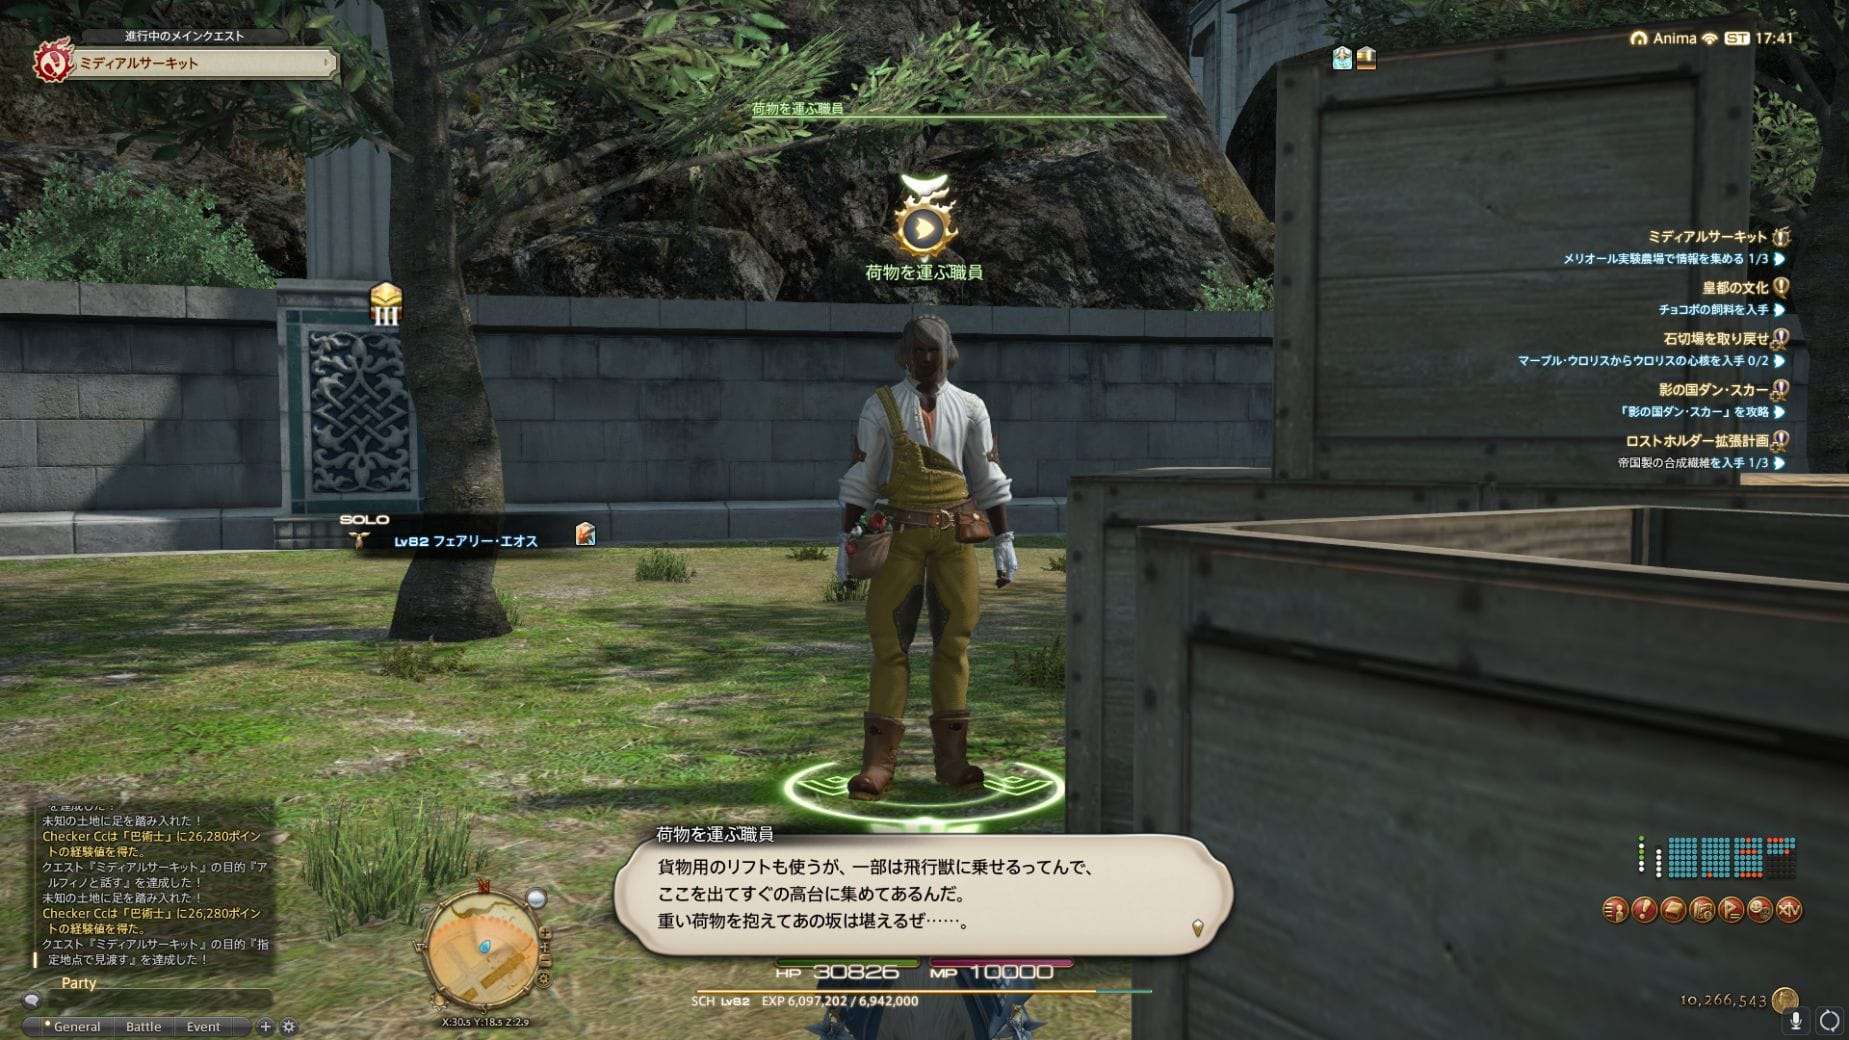 進行中のメインクエスト
ミディアルサーキット
Anima ST 17:41
荷物を運ぶ職員
荷物を運ぶ職員
III
ミディアルサーキット
メリオール実験農場で情報を集める 1/3
皇都の文化
チョコボの飼料を入手
石切場を取り戻せ
マーブル・ウロリスからウロリスの心核を入手 0/2
影の国ダン・スカー
「影の国ダン・スカー」を攻略
ロストホルダー拡張計画
帝国製の合成繊維を入手 1/3
SOLO
Lv82 フェアリー・エオス
を達成した！
未知の土地に足を踏み入れた！
Checker Ccは「巴術士」に26,280ポイン
トの経験値を得た。
クエスト『ミディアルサーキット』の目的『ア
ルフィノと話す』を達成した！
未知の土地に足を踏み入れた！
Checker Ccは「巴術士」に26,280ポイン
トの経験値を得た。
クエスト『ミディアルサーキット』の目的『指
定地点で見渡す』を達成した！
Party
General Battle Event
X:30.5 Y:18.5 Z:2.9
荷物を運ぶ職員
貨物用のリフトも使うが、一部は飛行獣に乗せるってんで、
ここを出てすぐの高台に集めてあるんだ。
重い荷物を抱えてあの坂は堪えるぜ……。
HP 30826 MP 10000
SCH Lv82 EXP 6,097,202 / 6,942,000
XIV
10,266,543